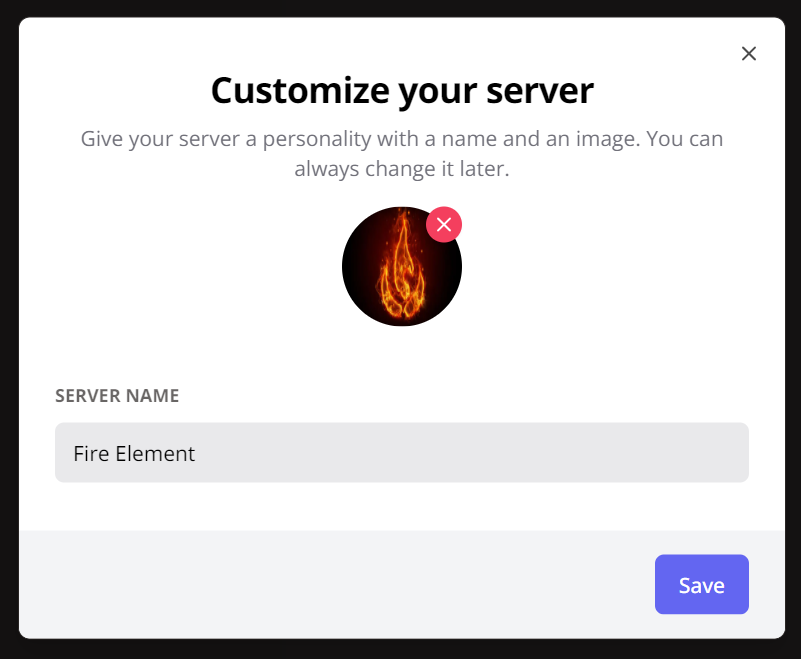 Customize your server
Give your server a personality with a name and an image. You can
always change it later.
SERVER NAME
Fire Element
Save